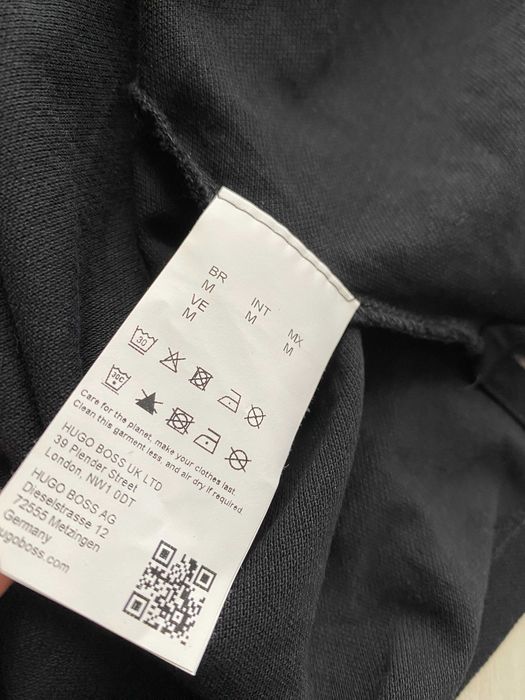 BR
M
VE
M
INT
M
MX
M
30
30C
Care for the planet, make your clothes last.
Clean this garment less, and air dry if required.
HUGO BOSS UK LTD
39 Plender Street
London, NW1 0DT
HUGO BOSS AG
Dieselstrasse 12
72555 Metzingen
Germany
hugoboss.com